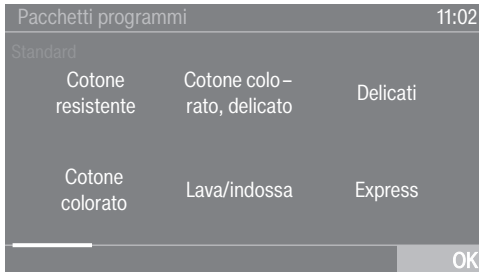 Pacchetti programmi 11:02
Standard
Cotone
resistente
Cotone colo–
rato, delicato
Delicati
Cotone
colorato
Lava/indossa
Express
OK